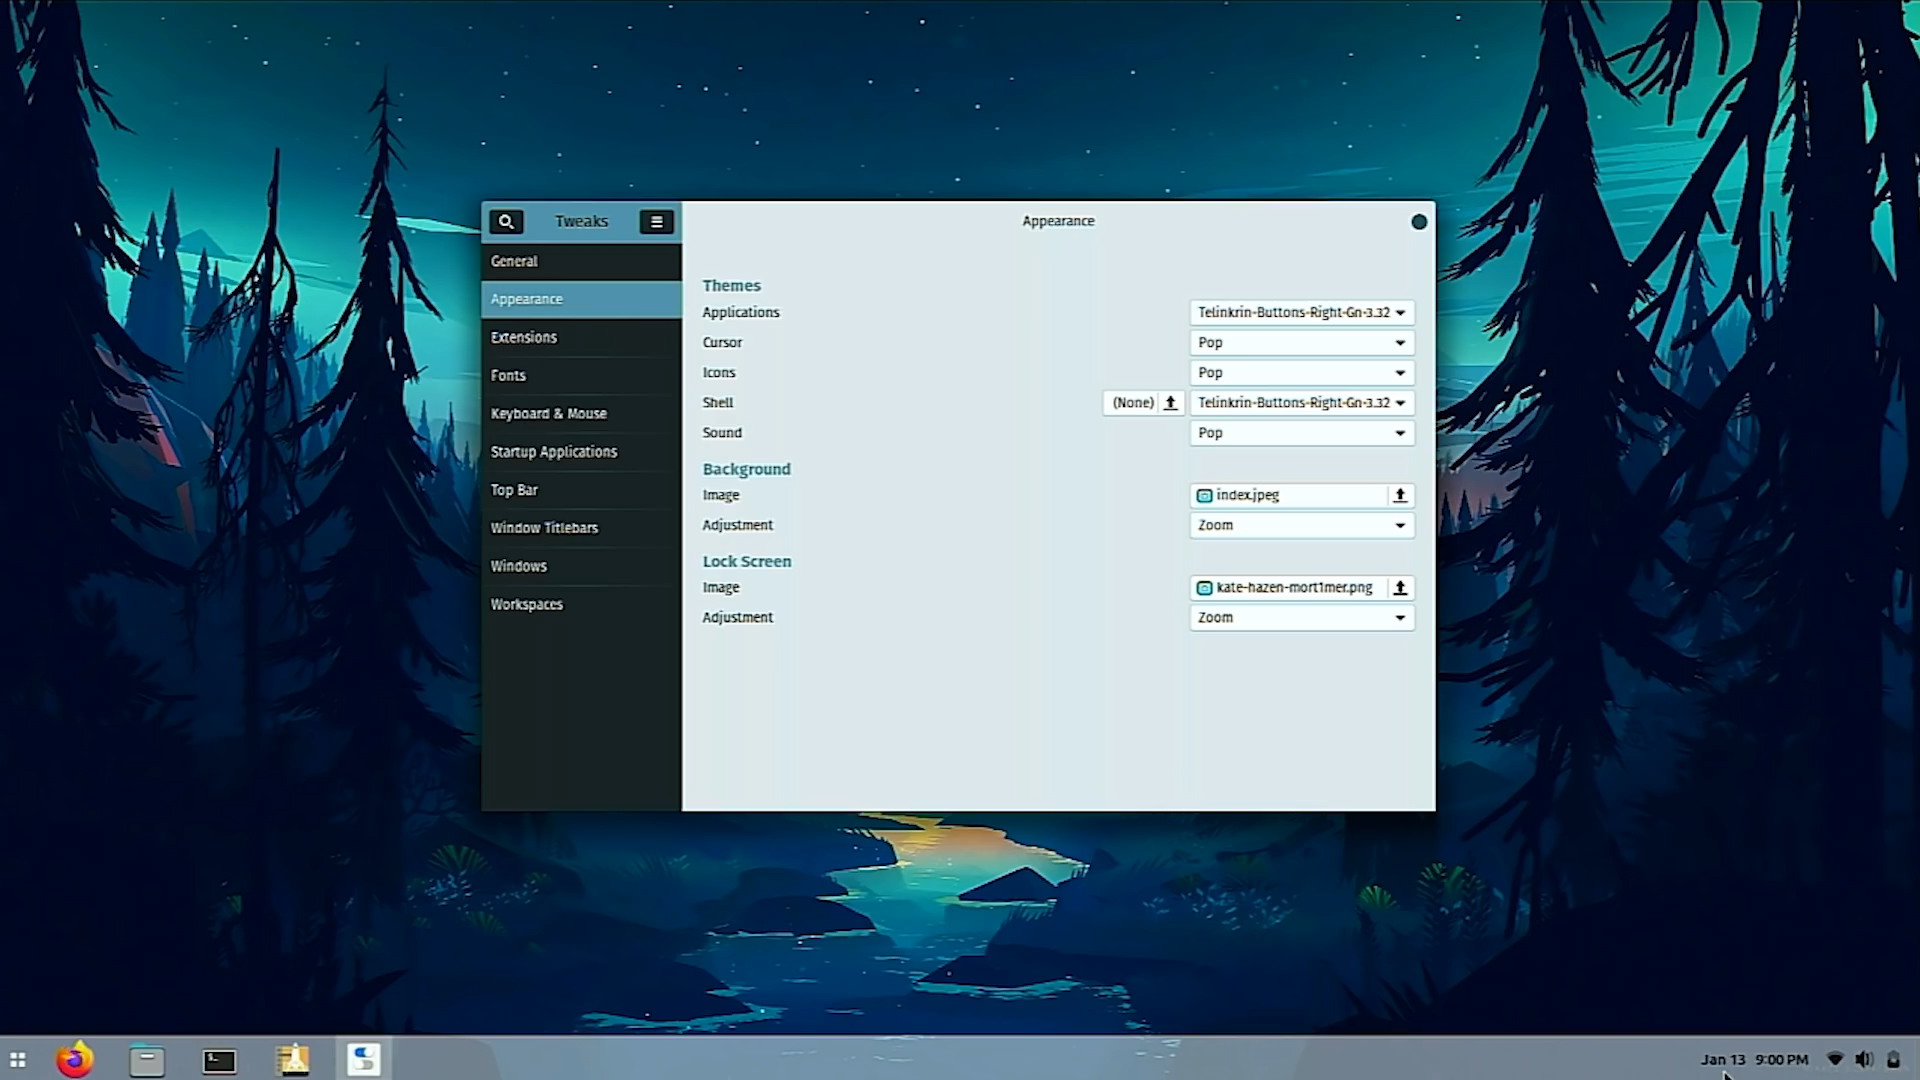 Tweaks
Appearance
General
Appearance
Extensions
Fonts
Keyboard & Mouse
Startup Applications
Top Bar
Window Titlebars
Windows
Workspaces
Themes
Applications Telinkrin-Buttons-Right-Gn-3.32
Cursor Pop
Icons Pop
Shell (None) Telinkrin-Buttons-Right-Gn-3.32
Sound Pop
Background
Image index.jpeg
Adjustment Zoom
Lock Screen
Image kate-hazen-mort1mer.png
Adjustment Zoom
Jan 13 9:00 PM